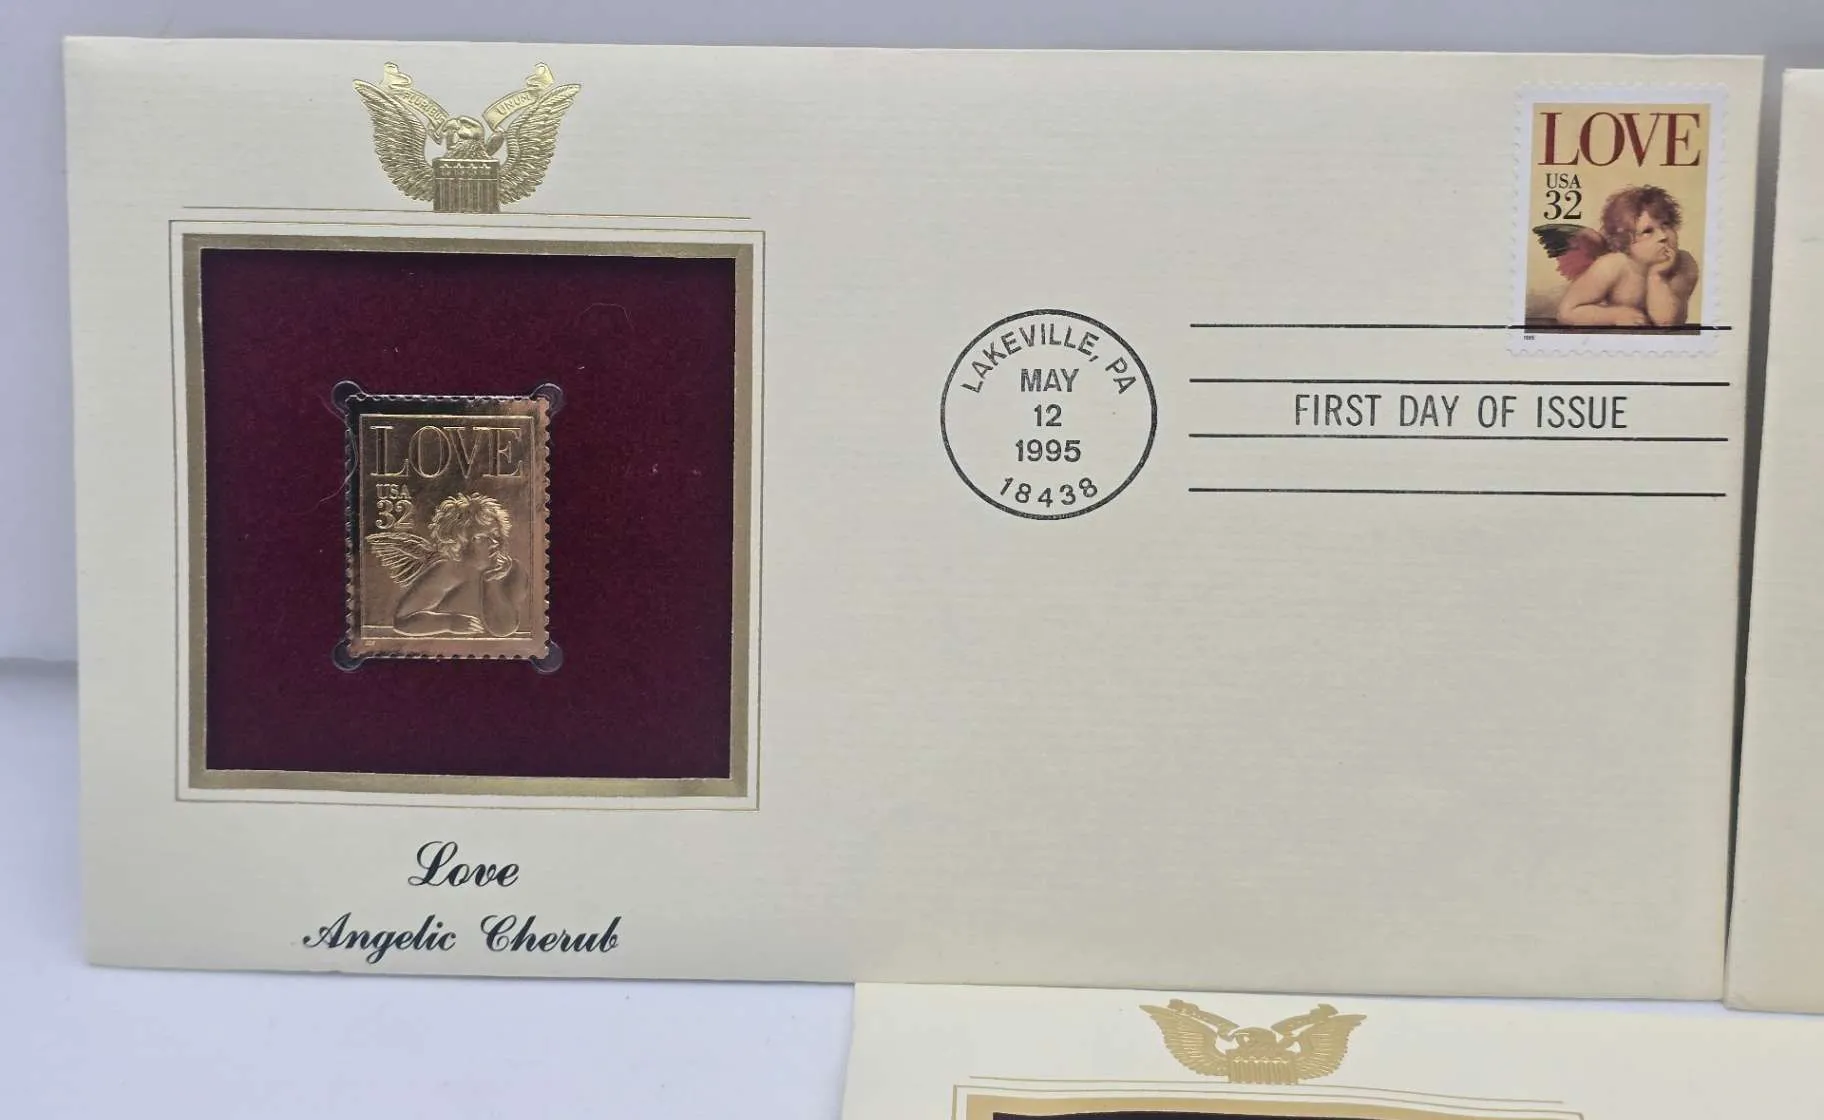 PLURIBUS UNUM
LOVE
USA
32
1995
LAKEVILLE, PA
MAY
12
1995
18438
FIRST DAY OF ISSUE
LOVE
USA
32
Love
Angelic Cherub